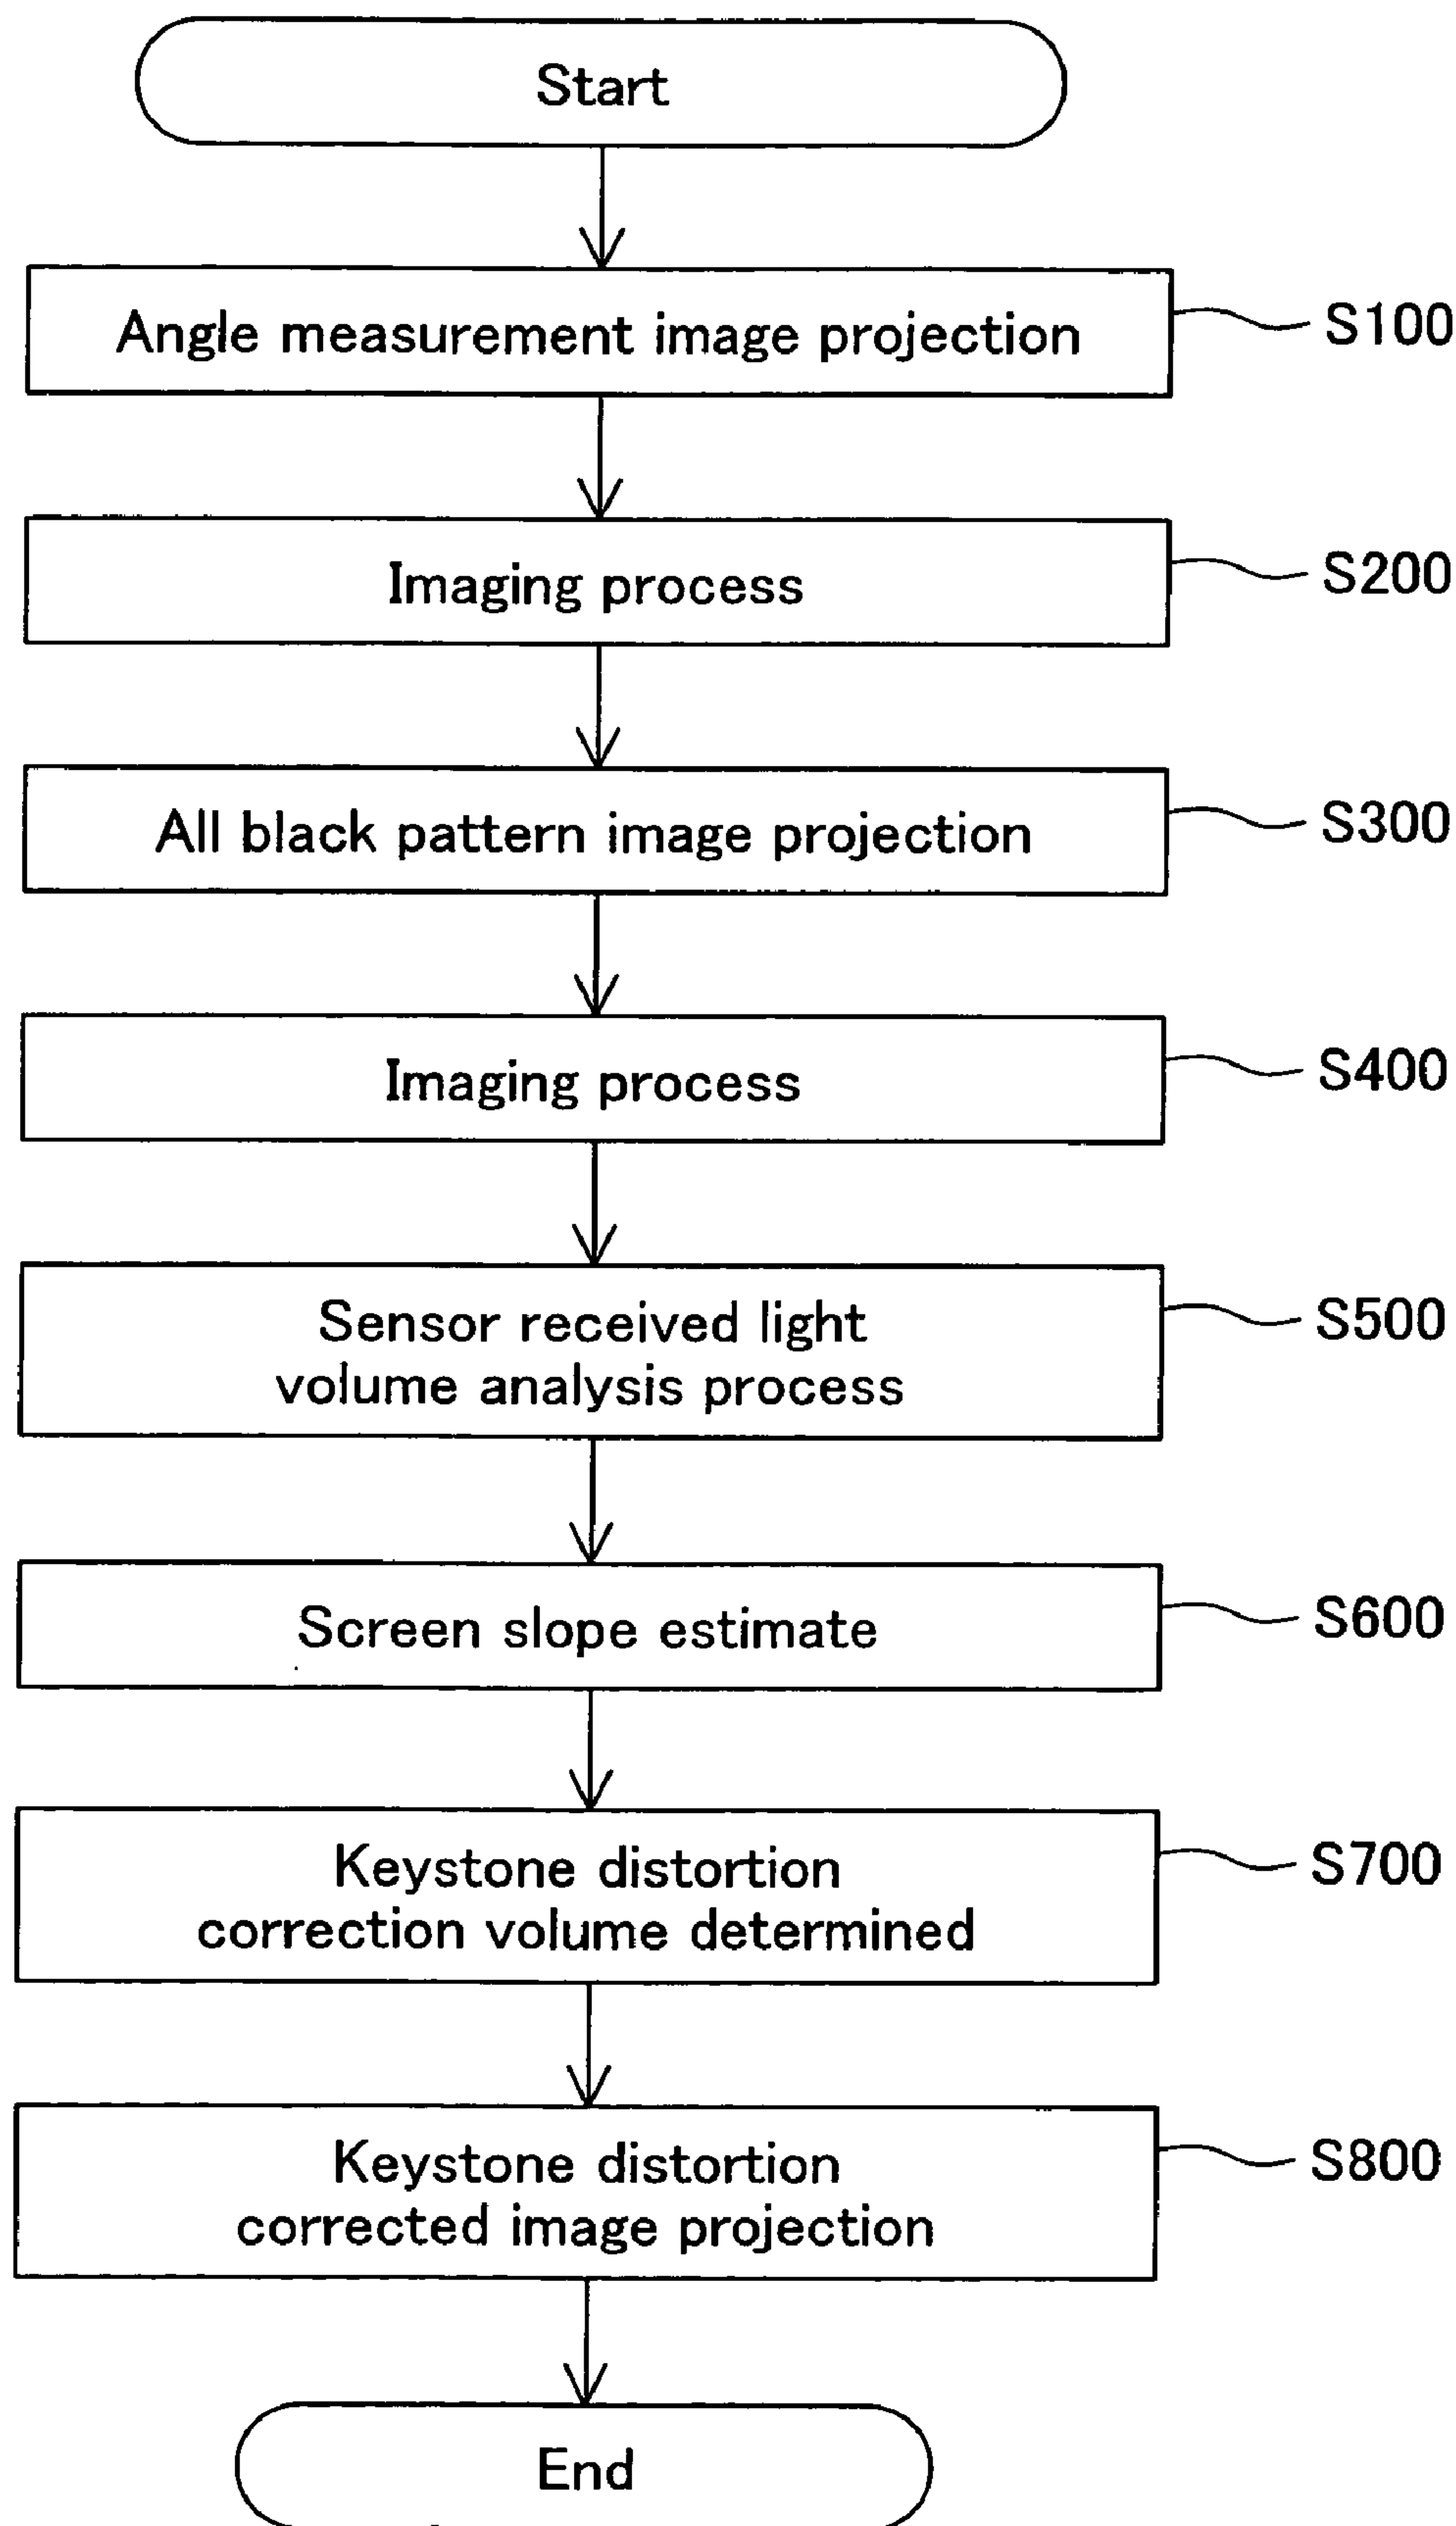 Start
Angle measurement image projection
S100
Imaging process
S200
All black pattern image projection
S300
Imaging process
S400
Sensor received light
volume analysis process
S500
Screen slope estimate
S600
Keystone distortion
correction volume determined
S700
Keystone distortion
corrected image projection
S800
End